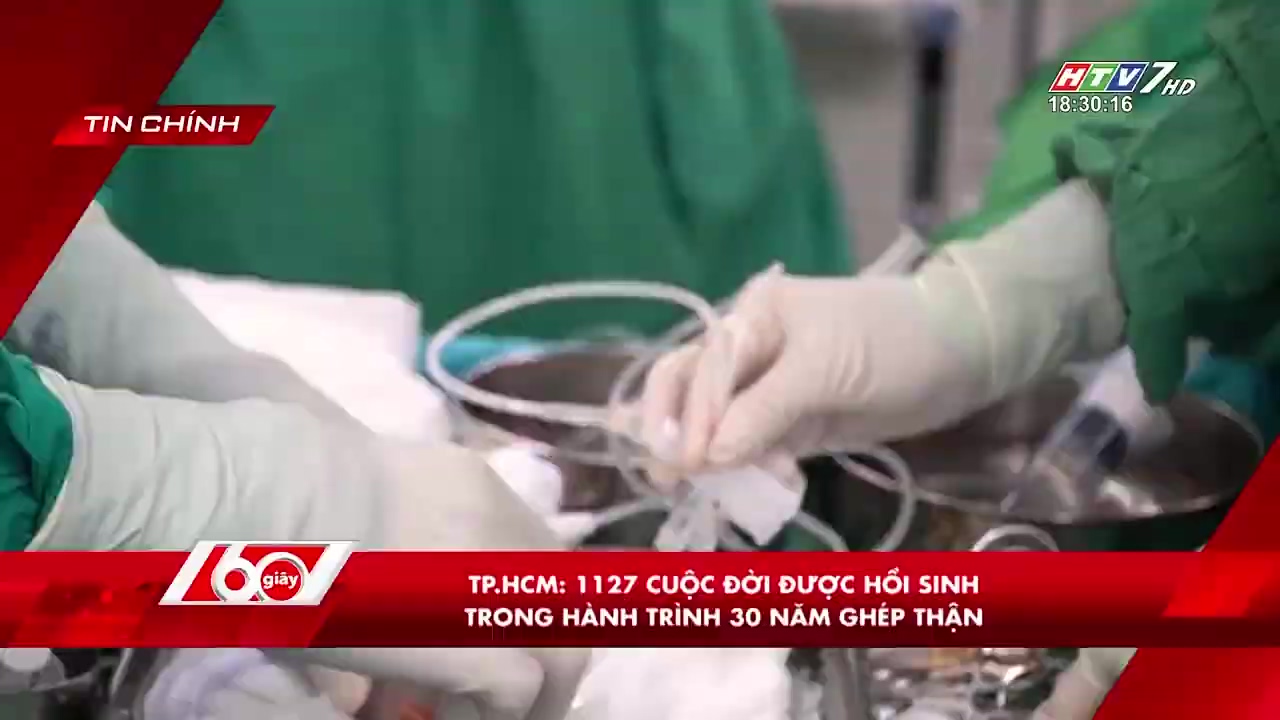 TIN CHÍNH
HTV7 HD
18:30:16
60 giây
TP.HCM: 1127 CUỘC ĐỜI ĐƯỢC HỒI SINH
TRONG HÀNH TRÌNH 30 NĂM GHÉP THẬN